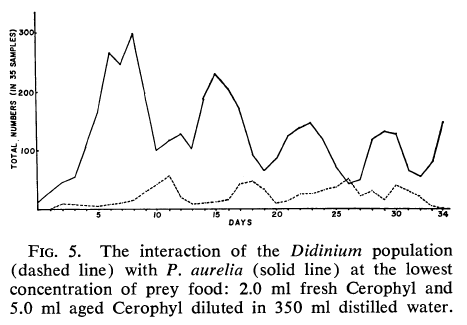 TOTAL NUMBERS (IN 35 SAMPLES)
300
200
100
5
10
15
20
25
30
34
DAYS
FIG. 5. The interaction of the Didinium population
(dashed line) with P. aurelia (solid line) at the lowest
concentration of prey food: 2.0 ml fresh Cerophyl and
5.0 ml aged Cerophyl diluted in 350 ml distilled water.